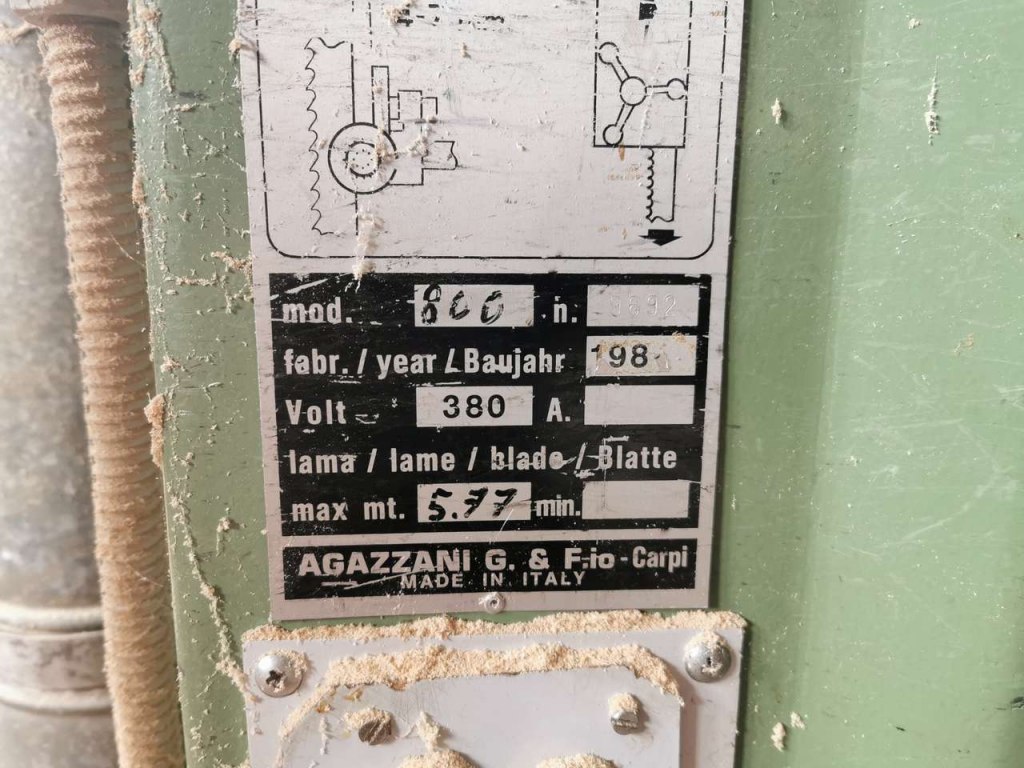 mod. 800 n. 9692
fabr. / year / Baujahr 198
Volt ~ 380 A.
lama / lame / blade / Blatte
max mt. 5.77 min.
AGAZZANI G. & F.io - Carpi
MADE IN ITALY